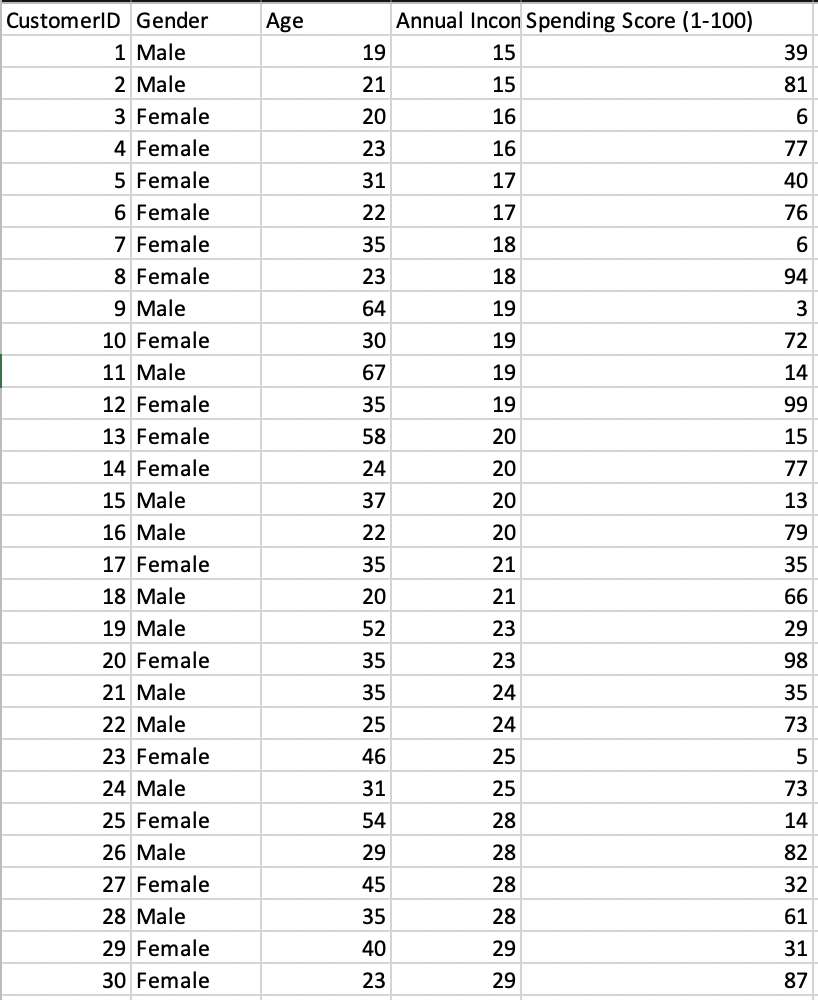 CustomerID Gender Age Annual Incon Spending Score (1-100)
1 Male 19 15 39
2 Male 21 15 81
3 Female 20 16 6
4 Female 23 16 77
5 Female 31 17 40
6 Female 22 17 76
7 Female 35 18 6
8 Female 23 18 94
9 Male 64 19 3
10 Female 30 19 72
11 Male 67 19 14
12 Female 35 19 99
13 Female 58 20 15
14 Female 24 20 77
15 Male 37 20 13
16 Male 22 20 79
17 Female 35 21 35
18 Male 20 21 66
19 Male 52 23 29
20 Female 35 23 98
21 Male 35 24 35
22 Male 25 24 73
23 Female 46 25 5
24 Male 31 25 73
25 Female 54 28 14
26 Male 29 28 82
27 Female 45 28 32
28 Male 35 28 61
29 Female 40 29 31
30 Female 23 29 87